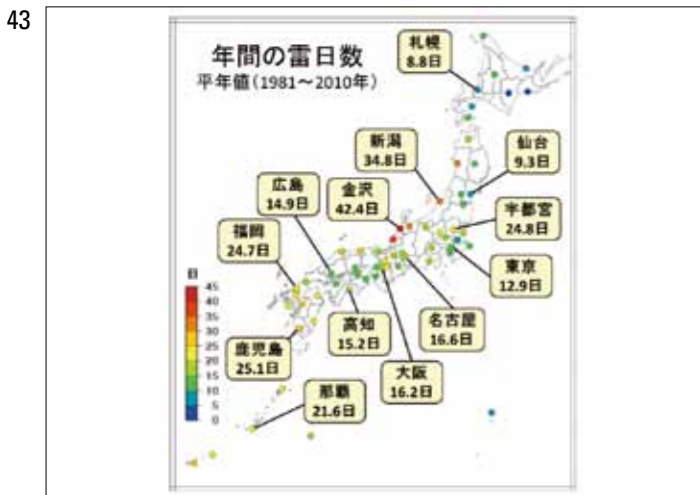 43
年間の雷日数
平年値(1981～2010年)
札幌
8.8日
新潟
34.8日
仙台
9.3日
広島
14.9日
金沢
42.4日
宇都宮
24.8日
福岡
24.7日
東京
12.9日
日
45
40
35
30
25
20
15
10
5
0
高知
15.2日
名古屋
16.6日
鹿児島
25.1日
大阪
16.2日
那覇
21.6日